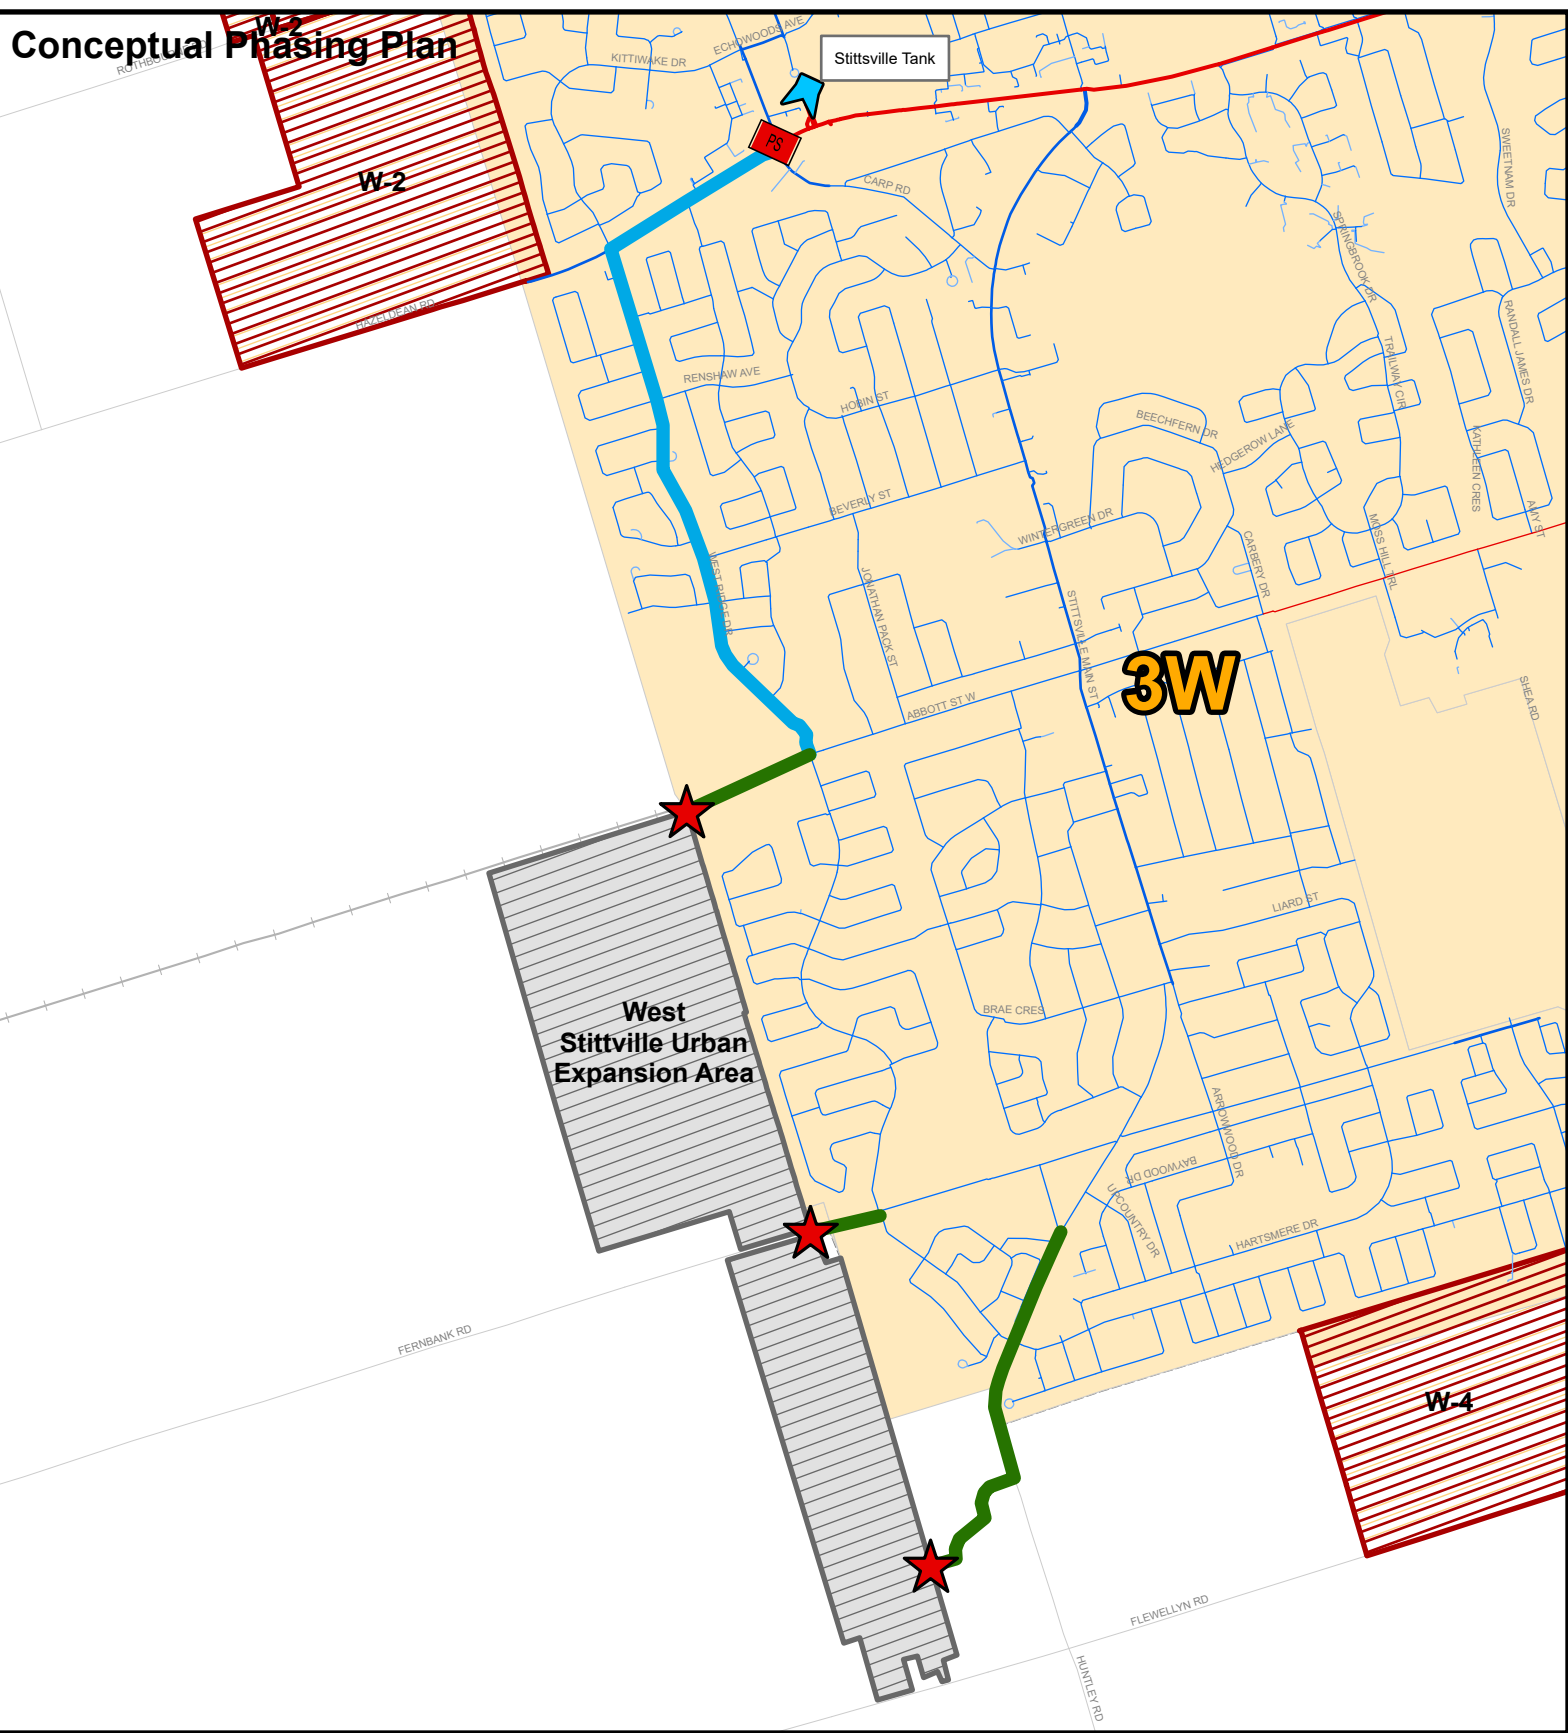 Conceptual Phasing Plan
W-2
KITTIWAKE DR
ECHOWOODS AVE
Stittsville Tank
PS
W-2
CARP RD
SWEETNAM DR
SPRINGBROOK DR
HAZELDEAN RD
RENSHAW AVE
HOBIN ST
TRAILWAY CIR
RANDALL JAMES DR
BEECHFERN DR
HEDGEROW LANE
KATHLEEN CRES
BEVERLY ST
WINTERGREEN DR
AMY ST
MOSS HILL TRL
CARBERY DR
WEST RIDGE DR
JONATHAN PACK ST
STITTSVILLE MAIN ST
3W
ABBOTT ST W
SHEA RD
LIARD ST
West
Stittville Urban
Expansion Area
BRAE CRES
ARROWWOOD DR
BAYWOOD DR
UPCOUNTRY DR
HARTSMERE DR
FERNBANK RD
W-4
FLEWELLYN RD
HUNTLEY RD